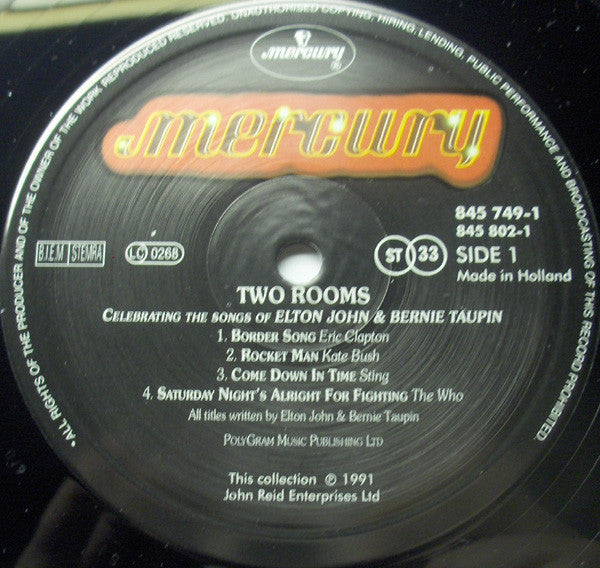 *ALL RIGHTS OF THE PRODUCER AND OF THE OWNER OF THE WORK REPRODUCED RESERVED. UNAUTHORISED COPYING, HIRING, LENDING, PUBLIC PERFORMANCE AND BROADCASTING OF THIS RECORD PROHIBITED.
mercury
®
mercury
845 749-1
845 802-1
B.I.E.M STEMRA
LC 0268
ST 33
SIDE 1
Made in Holland
TWO ROOMS
CELEBRATING THE SONGS OF ELTON JOHN & BERNIE TAUPIN
1. BORDER SONG Eric Clapton
2. ROCKET MAN Kate Bush
3. COME DOWN IN TIME Sting
4. SATURDAY NIGHT'S ALRIGHT FOR FIGHTING The Who
All titles written by Elton John & Bernie Taupin
POLYGRAM MUSIC PUBLISHING LTD
This collection ℗ 1991
John Reid Enterprises Ltd